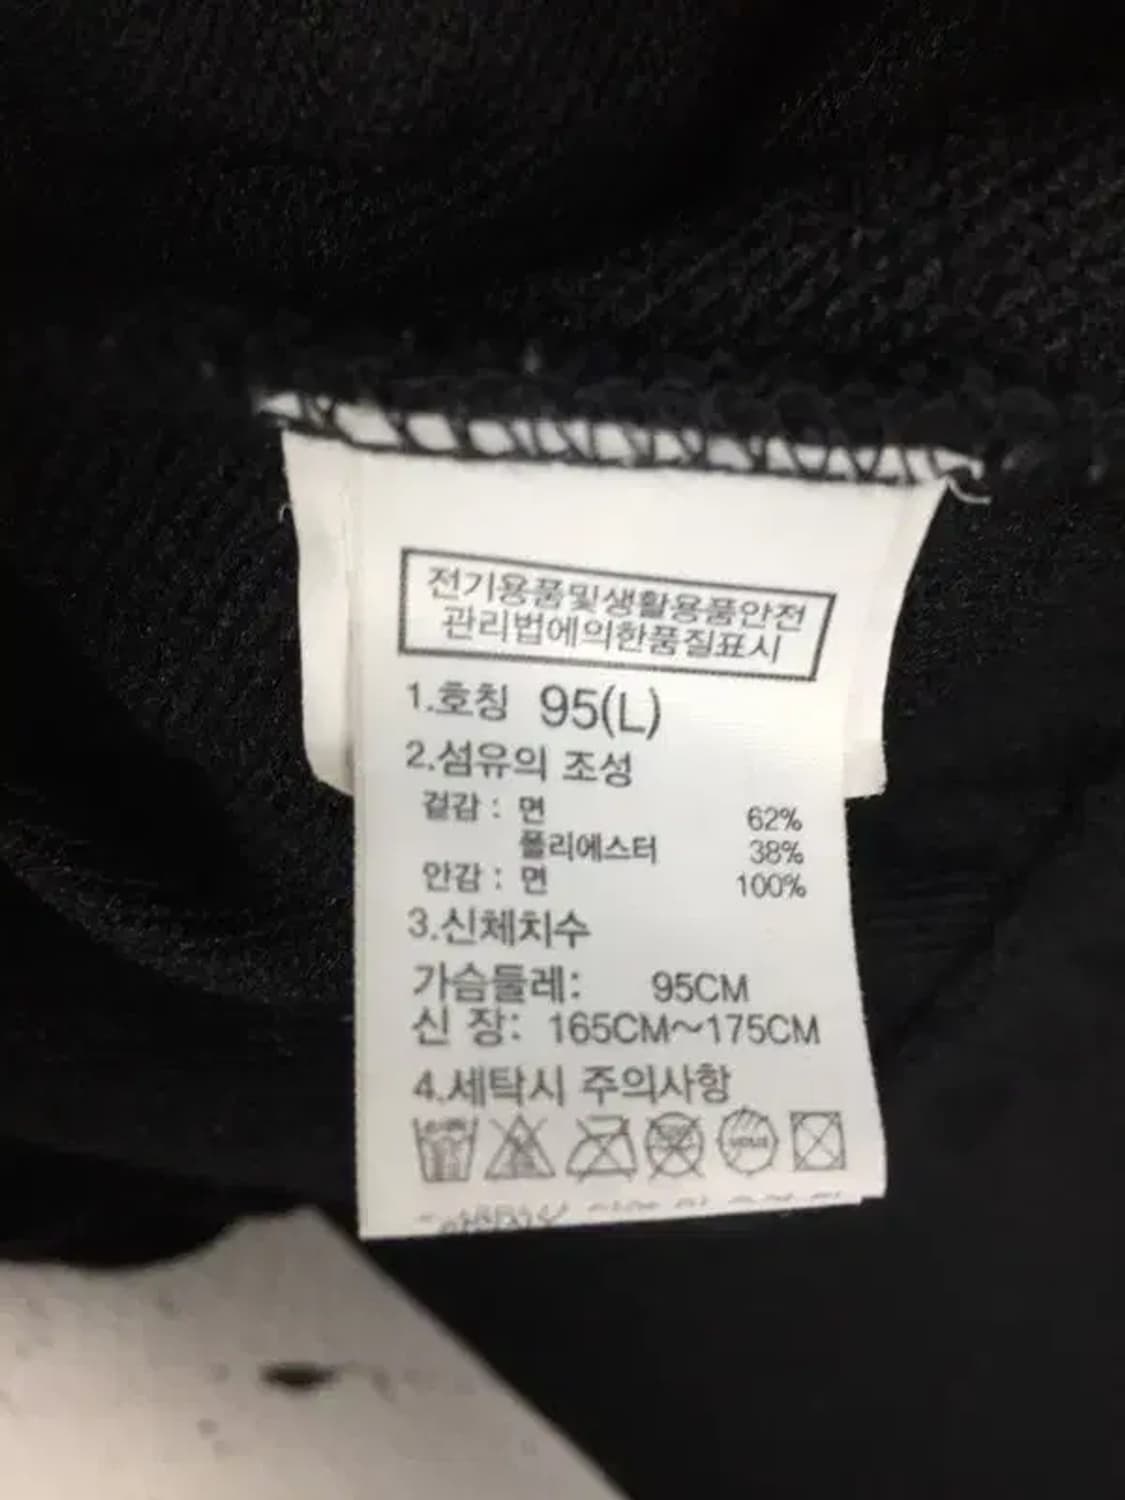 전기용품및생활용품안전
관리법에의한품질표시
1.호칭 95(L)
2.섬유의 조성
겉감 : 면 62%
폴리에스터 38%
안감 : 면 100%
3.신체치수
가슴둘레: 95CM
신 장: 165CM~175CM
4.세탁시 주의사항